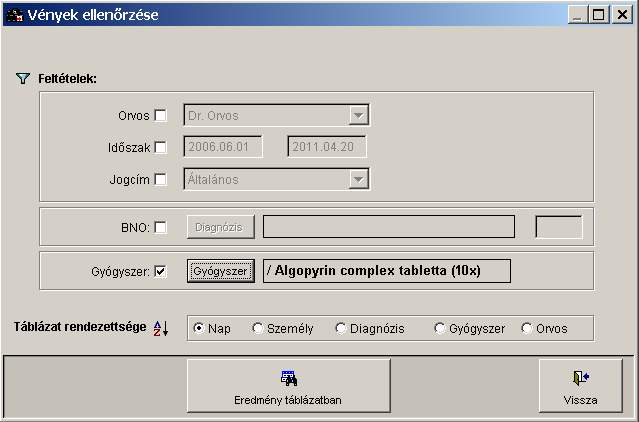 Vények ellenőrzése
Feltételek:
Orvos Dr. Orvos
Időszak 2006.06.01 2011.04.20
Jogcím Általános
BNO: Diagnózis
Gyógyszer: Gyógyszer / Algopyrin complex tabletta (10x)
Táblázat rendezettsége A Z Nap Személy Diagnózis Gyógyszer Orvos
Eredmény táblázatban Vissza